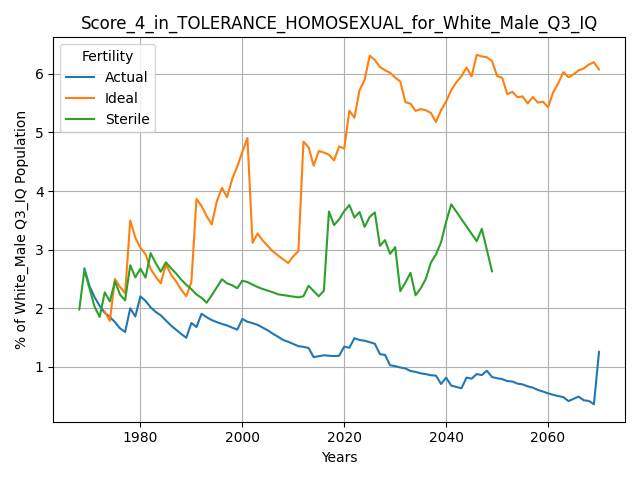 Score_4_in_TOLERANCE_HOMOSEXUAL_for_White_Male_Q3_IQ
Fertility
Actual
Ideal
Sterile
% of White_Male Q3_IQ Population
6
5
4
3
2
1
1980 2000 2020 2040 2060
Years